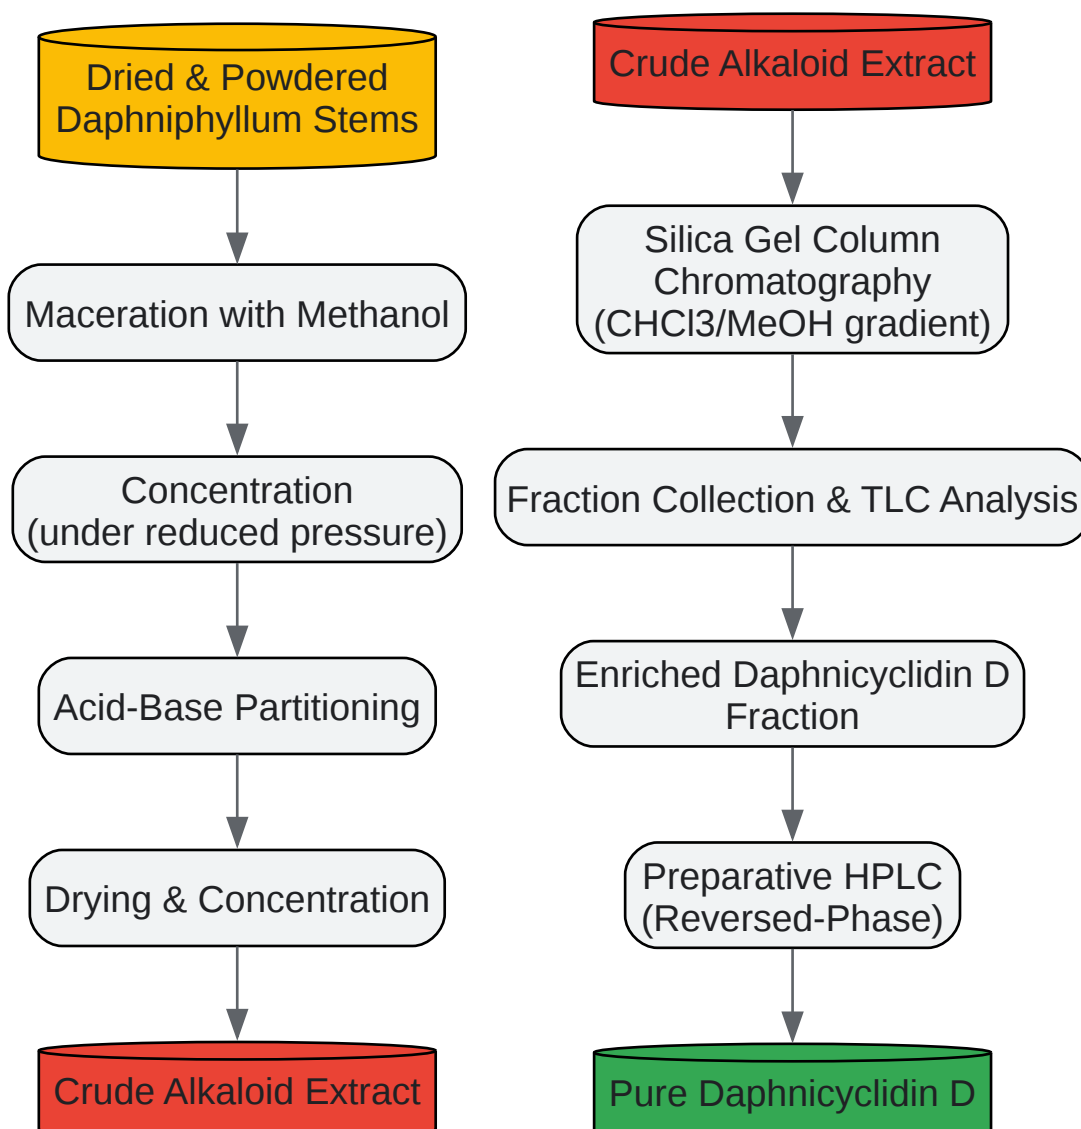 Dried & Powdered
Daphniphyllum Stems
Maceration with Methanol
Concentration
(under reduced pressure)
Acid-Base Partitioning
Drying & Concentration
Crude Alkaloid Extract
Crude Alkaloid Extract
Silica Gel Column
Chromatography
(CHCl3/MeOH gradient)
Fraction Collection & TLC Analysis
Enriched Daphnicyclidin D
Fraction
Preparative HPLC
(Reversed-Phase)
Pure Daphnicyclidin D